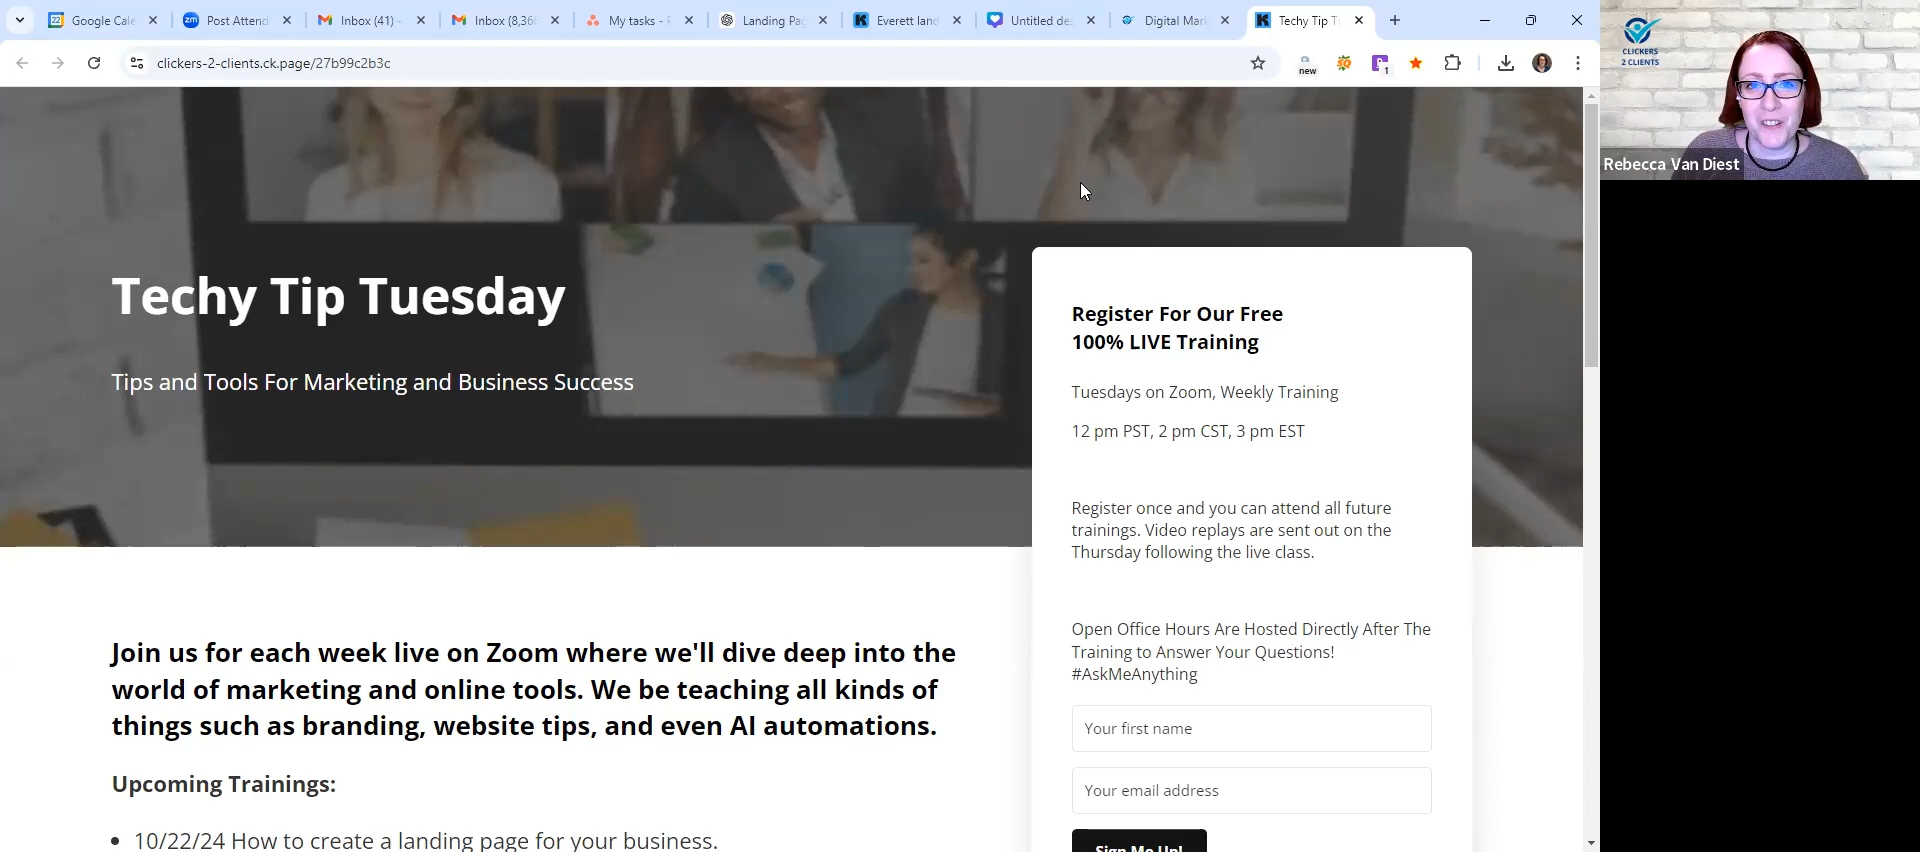 Google Cale
Post Attend
Inbox (41) -
Inbox (8,36
My tasks -
Landing Pag
Everett land
Untitled des
Digital Mark
Techy Tip Tu
clickers-2-clients.ck.page/27b99c2b3c
new
1
CLICKERS
2 CLIENTS
Rebecca Van Diest
Techy Tip Tuesday
Tips and Tools For Marketing and Business Success
Register For Our Free
100% LIVE Training
Tuesdays on Zoom, Weekly Training
12 pm PST, 2 pm CST, 3 pm EST
Register once and you can attend all future
trainings. Video replays are sent out on the
Thursday following the live class.
Open Office Hours Are Hosted Directly After The
Training to Answer Your Questions!
#AskMeAnything
Your first name
Your email address
Sign Me Up!
Join us for each week live on Zoom where we'll dive deep into the
world of marketing and online tools. We be teaching all kinds of
things such as branding, website tips, and even AI automations.
Upcoming Trainings:
• 10/22/24 How to create a landing page for your business.